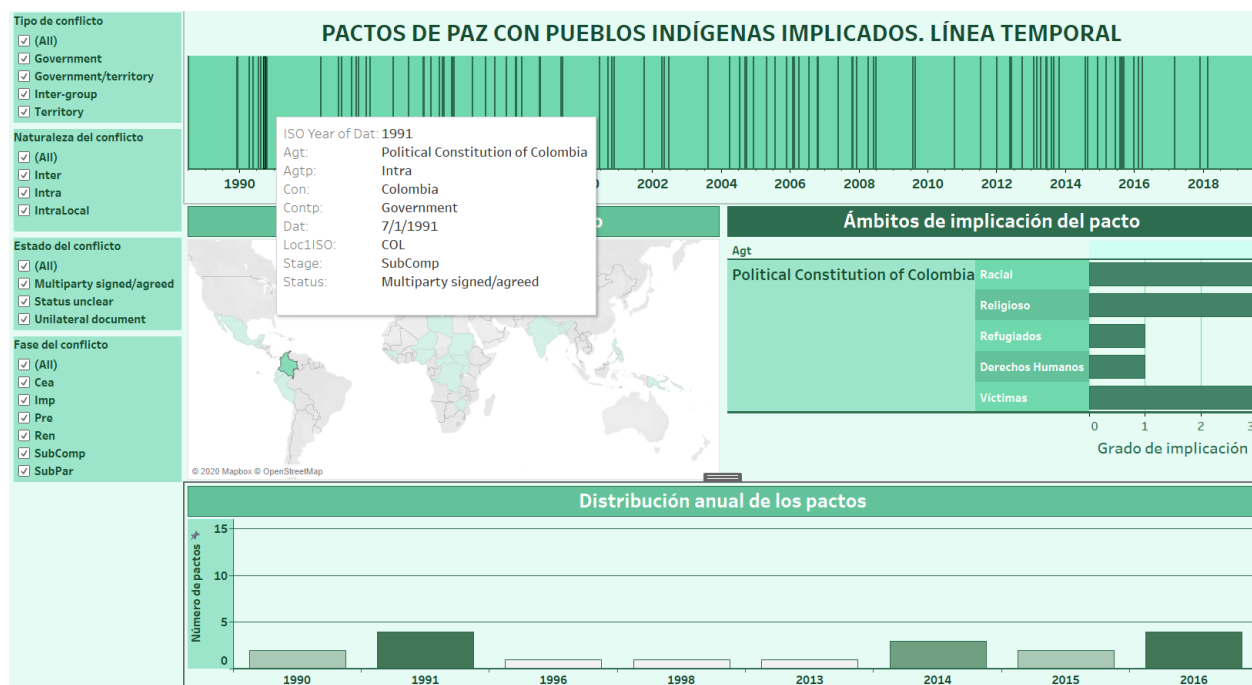 Tipo de conflicto
(All)
Government
Government/territory
Inter-group
Territory
Naturaleza del conflicto
(All)
Inter
Intra
IntraLocal
Estado del conflicto
(All)
Multiparty signed/agreed
Status unclear
Unilateral document
Fase del conflicto
(All)
Cea
Imp
Pre
Ren
SubComp
SubPar
PACTOS DE PAZ CON PUEBLOS INDÍGENAS IMPLICADOS. LÍNEA TEMPORAL
1990 2002 2004 2006 2008 2010 2012 2014 2016 2018
ISO Year of Dat: 1991
Agt: Political Constitution of Colombia
Agtp: Intra
Con: Colombia
Contp: Government
Dat: 7/1/1991
Loc1ISO: COL
Stage: SubComp
Status: Multiparty signed/agreed
© 2020 Mapbox © OpenStreetMap
Ámbitos de implicación del pacto
Agt
Political Constitution of Colombia
Racial
Religioso
Refugiados
Derechos Humanos
Víctimas
0 1 2 3
Grado de implicación
Distribución anual de los pactos
Número de pactos
15
10
5
0
1990 1991 1996 1998 2013 2014 2015 2016